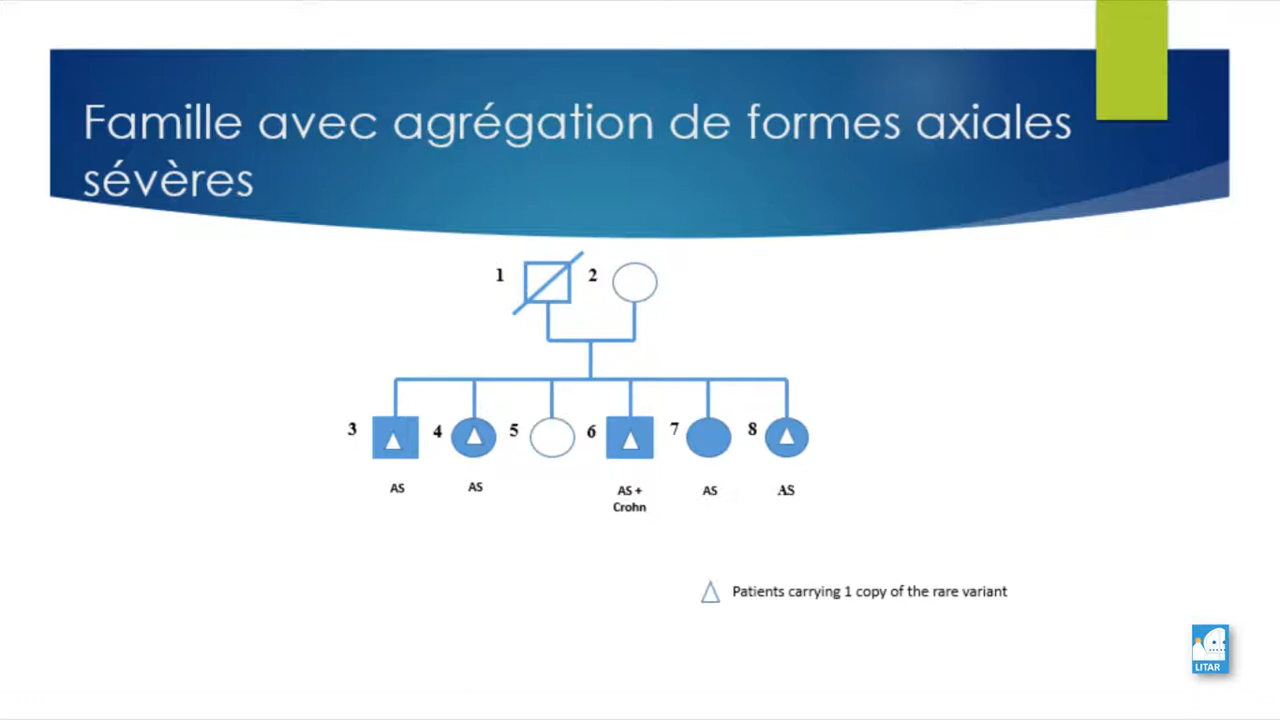 Famille avec agrégation de formes axiales
sévères
1 2
3 4 5 6 7 8
AS AS AS + AS AS
Crohn
Patients carrying 1 copy of the rare variant
LITAR